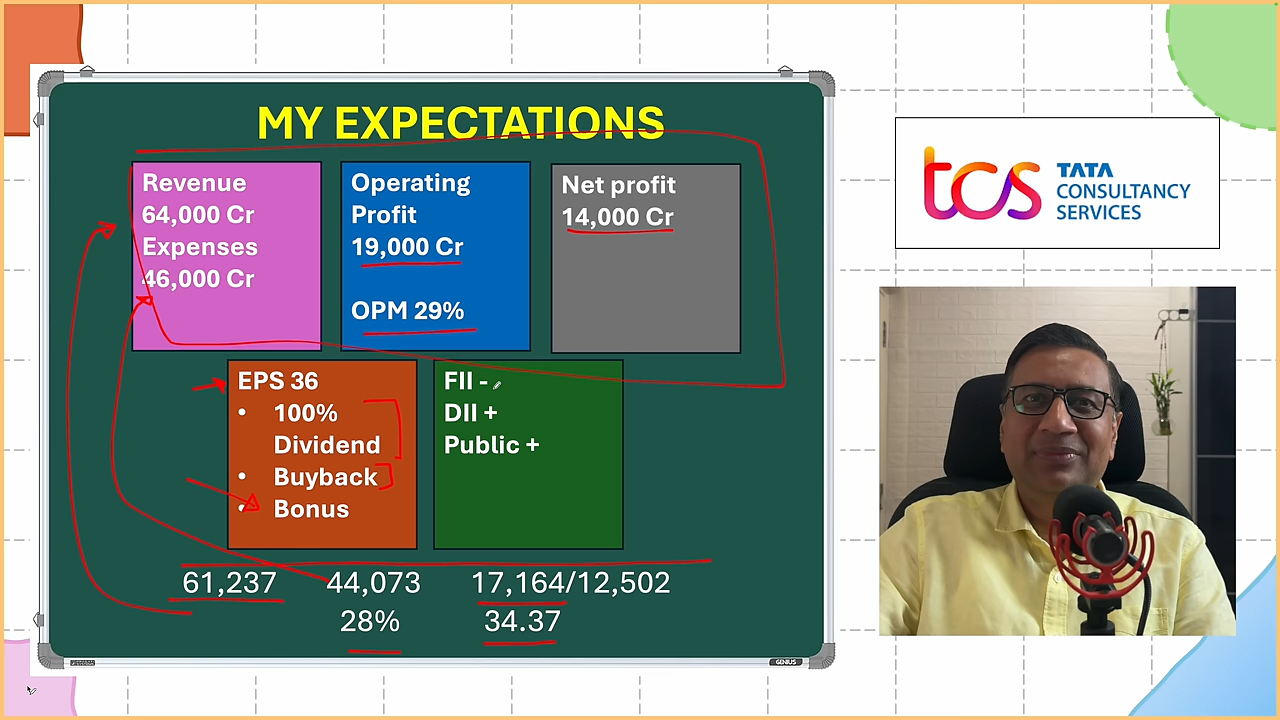 MY EXPECTATIONS
Revenue
64,000 Cr
Expenses
46,000 Cr
Operating
Profit
19,000 Cr
OPM 29%
Net profit
14,000 Cr
EPS 36
• 100%
Dividend
• Buyback
• Bonus
FII -
DII +
Public +
61,237 44,073 17,164/12,502
28% 34.37
GENIUS
tcs TATA
CONSULTANCY
SERVICES